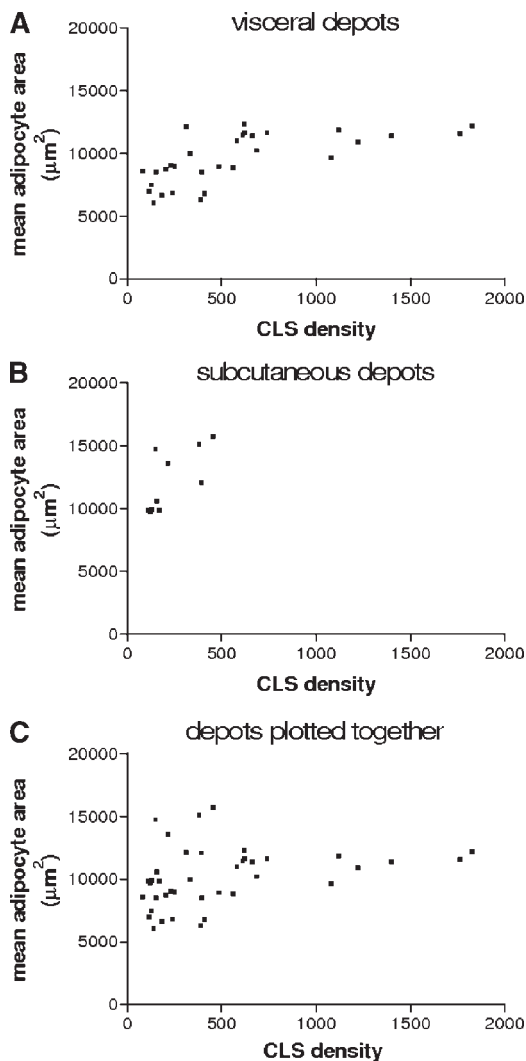 A
visceral depots
mean adipocyte area
(µm²)
20000
15000
10000
5000
0
0 500 1000 1500 2000
CLS density
B
subcutaneous depots
mean adipocyte area
(µm²)
20000
15000
10000
5000
0
0 500 1000 1500 2000
CLS density
C
depots plotted together
mean adipocyte area
(µm²)
20000
15000
10000
5000
0
0 500 1000 1500 2000
CLS density